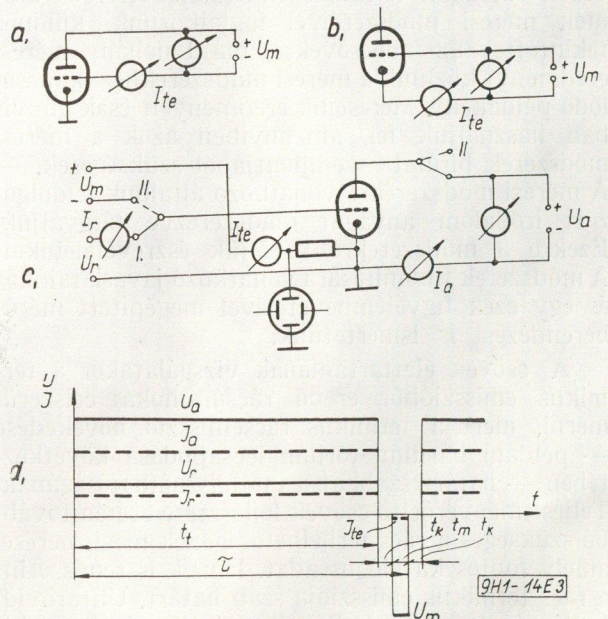 a,
b,
+
-
Um
Ite
+
-
Um
Ite
+
Um
-
II.
Ir
I.
Ur
Ite
II.
+
Ua
-
Ia
c,
d,
U
J
Ua
Ja
Ur
Jr
t
tt
Jte
tk tm tk
τ
Um
9H1-14E3